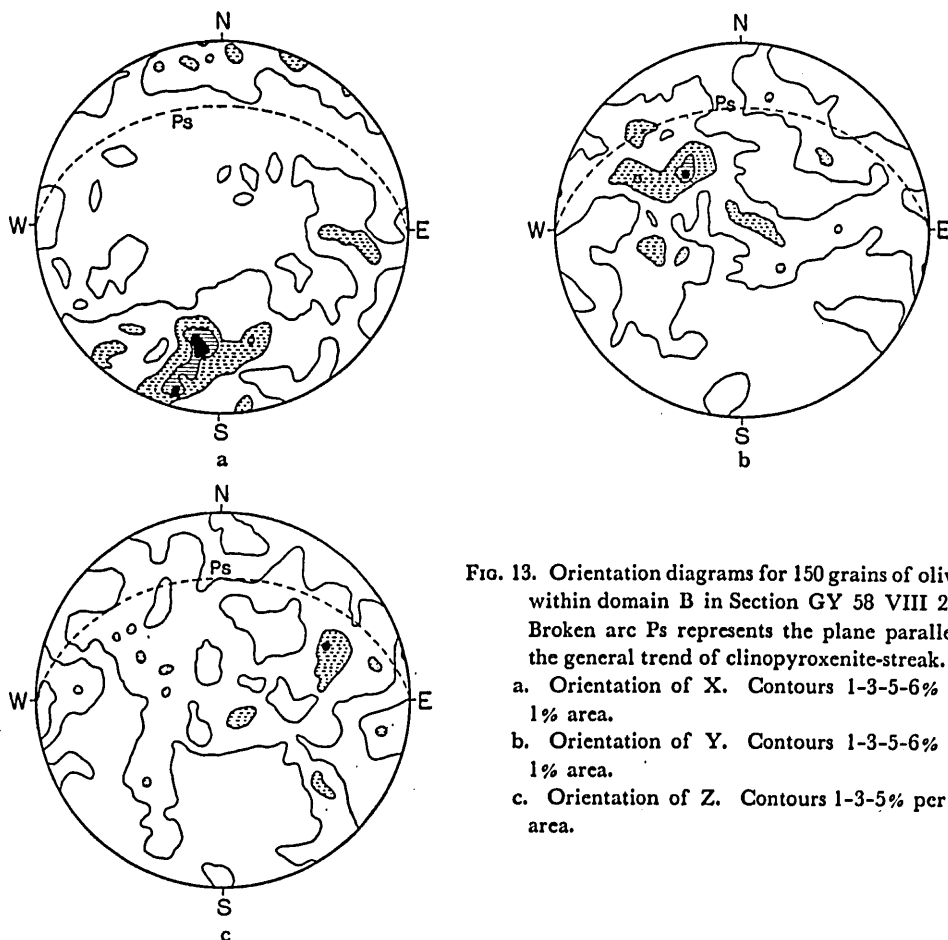 N
N
Ps
Ps
W
E
W
E
S
S
a
b
N
Ps
W
E
S
c
FIG. 13. Orientation diagrams for 150 grains of oliv
within domain B in Section GY 58 VIII 2
Broken arc Ps represents the plane paralle
the general trend of clinopyroxenite-streak.
a. Orientation of X. Contours 1-3-5-6%
1% area.
b. Orientation of Y. Contours 1-3-5-6%
1% area.
c. Orientation of Z. Contours 1-3-5% per
area.